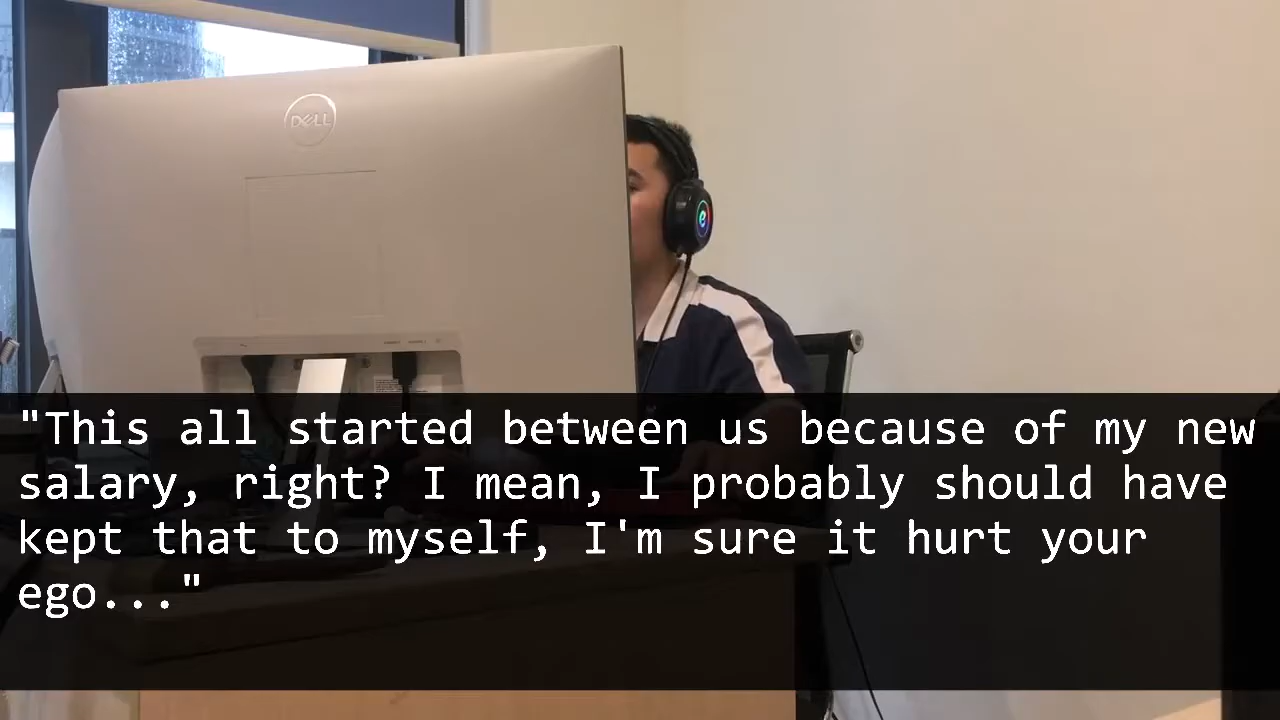 DELL
"This all started between us because of my new
salary, right? I mean, I probably should have
kept that to myself, I'm sure it hurt your
ego..."